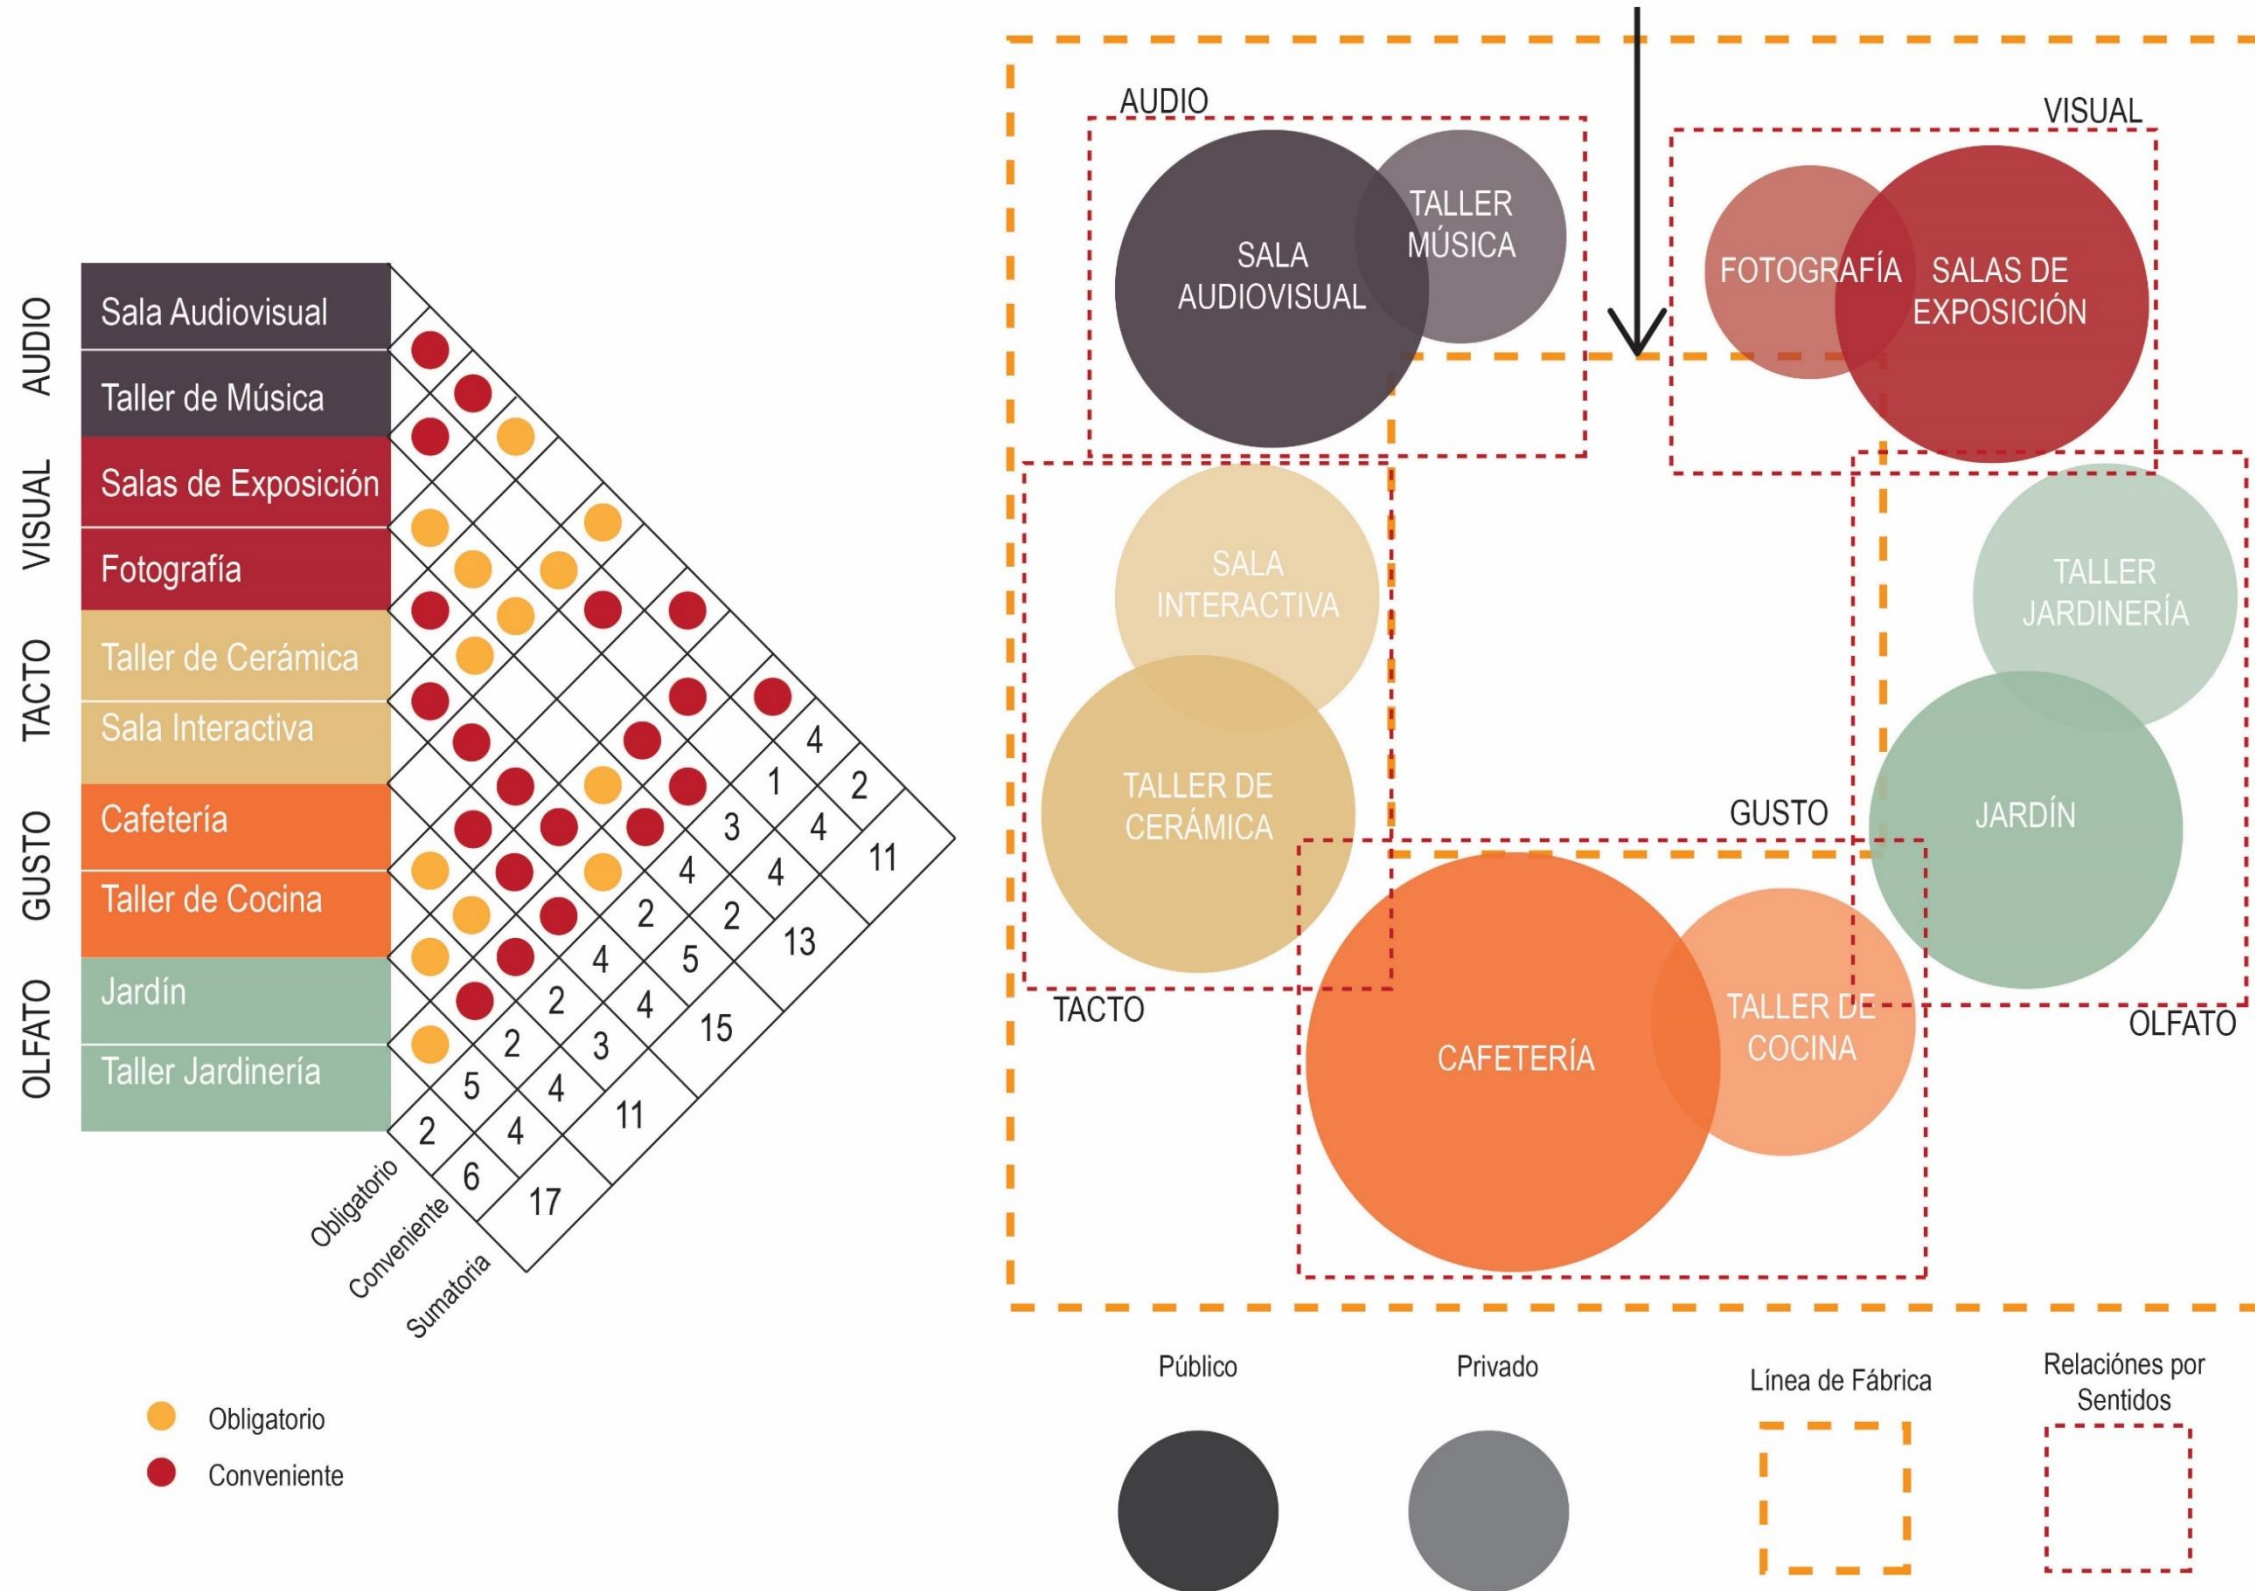 AUDIO
Sala Audiovisual
Taller de Música
VISUAL
Salas de Exposición
Fotografía
TACTO
Taller de Cerámica
Sala Interactiva
GUSTO
Cafetería
Taller de Cocina
OLFATO
Jardín
Taller Jardinería
4
1
2
3
4
11
4
4
2
2
13
4
5
2
4
15
2
3
5
4
11
2
4
6
17
Obligatorio
Conveniente
Sumatoria
Obligatorio
Conveniente
AUDIO
SALA
AUDIOVISUAL
TALLER
MÚSICA
VISUAL
FOTOGRAFÍA
SALAS DE
EXPOSICIÓN
SALA
INTERACTIVA
TALLER DE
CERÁMICA
TACTO
TALLER
JARDINERÍA
JARDÍN
OLFATO
GUSTO
CAFETERÍA
TALLER DE
COCINA
Público
Privado
Línea de Fábrica
Relaciónes por
Sentidos